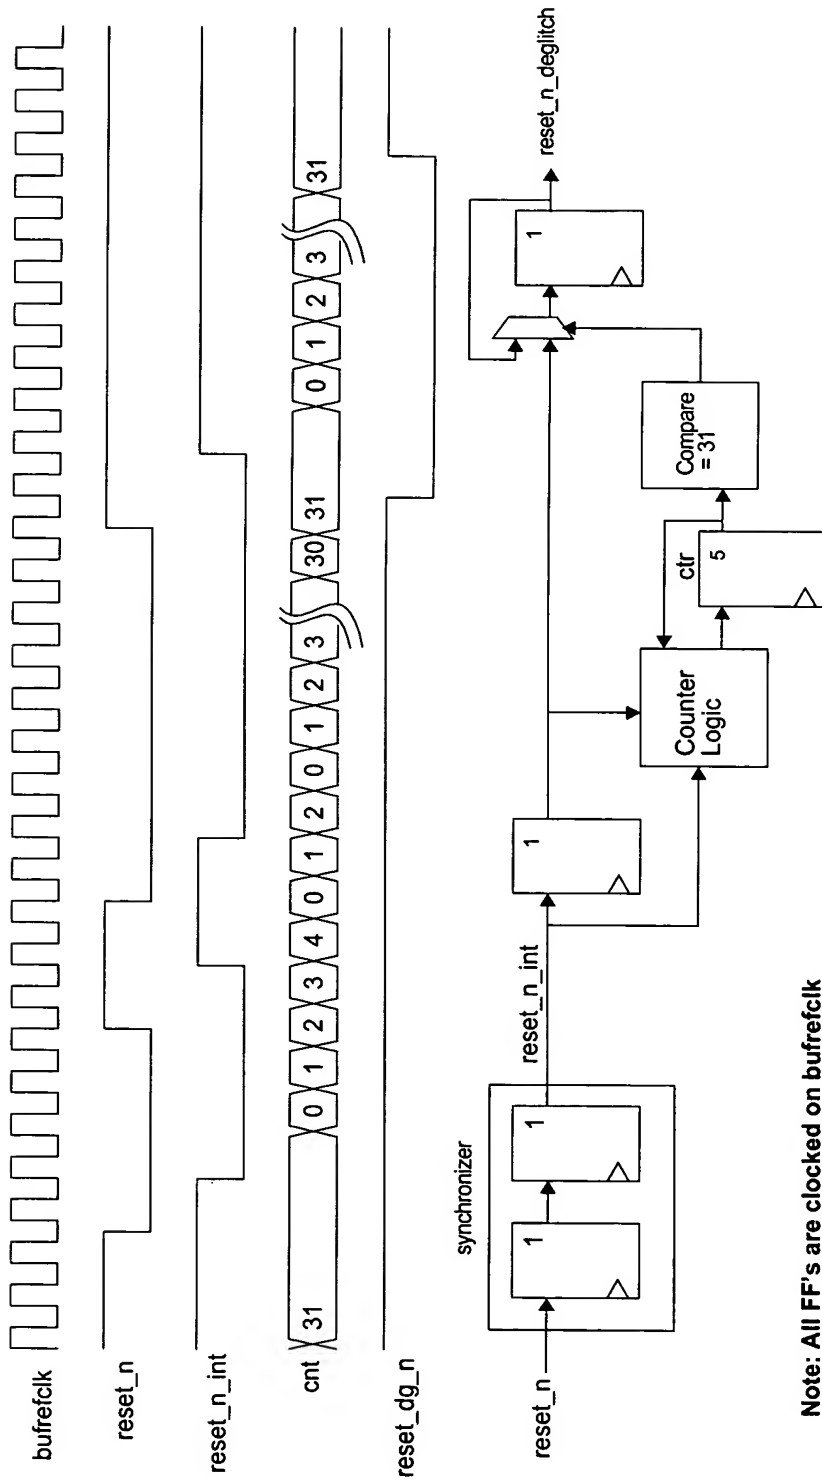 bufrefclk
reset_n
reset_n_int
cnt 31 0 1 2 3 4 0 1 2 0 1 2 3 30 31 0 1 2 3 31
reset_dg_n
synchronizer
reset_n
1
1
reset_n_int
1
Counter
Logic
ctr
5
Compare
= 31
1
reset_n_deglitch
Note: All FF's are clocked on bufrefclk